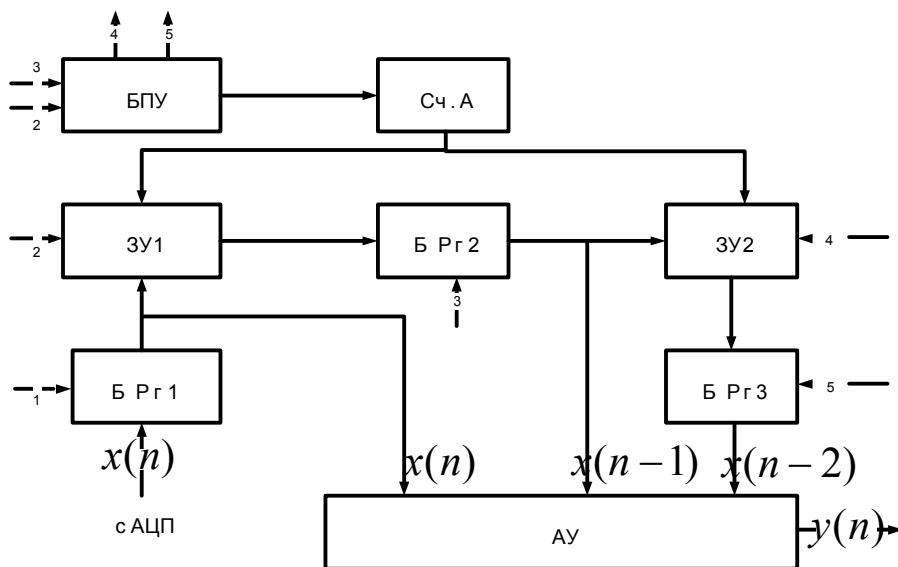 4 5
3
БПУ
Сч.А
2
ЗУ1
Б Рг2
ЗУ2
2
4
3
Б Рг1
Б Рг3
1
5
x(n)
x(n)
x(n−1)
x(n−2)
с АЦП
АУ
y(n)